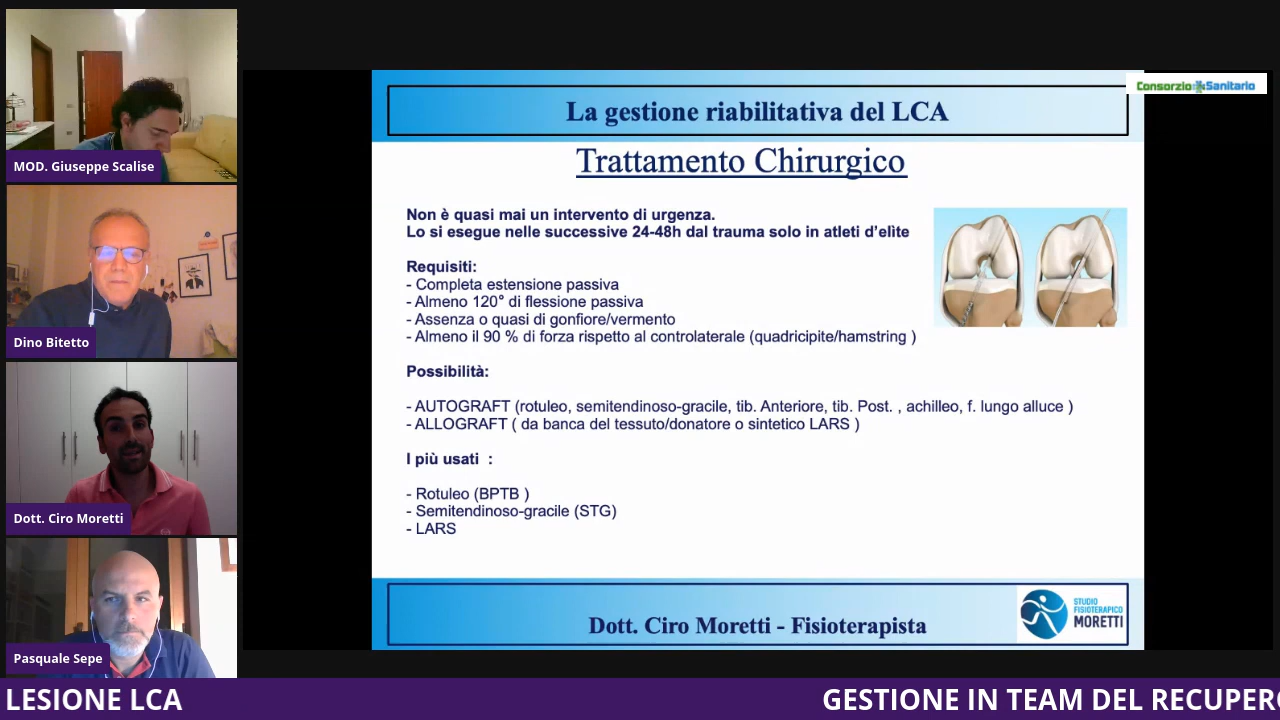 MOD. Giuseppe Scalise
Dino Bitetto
Dott. Ciro Moretti
Pasquale Sepe
Consorzio Sanitario
La gestione riabilitativa del LCA
Trattamento Chirurgico
Non è quasi mai un intervento di urgenza.
Lo si esegue nelle successive 24-48h dal trauma solo in atleti d’elìte
Requisiti:
- Completa estensione passiva
- Almeno 120° di flessione passiva
- Assenza o quasi di gonfiore/vermento
- Almeno il 90 % di forza rispetto al controlaterale (quadricipite/hamstring )
Possibilità:
- AUTOGRAFT (rotuleo, semitendinoso-gracile, tib. Anteriore, tib. Post. , achilleo, f. lungo alluce )
- ALLOGRAFT ( da banca del tessuto/donatore o sintetico LARS )
I più usati :
- Rotuleo (BPTB )
- Semitendinoso-gracile (STG)
- LARS
Dott. Ciro Moretti - Fisioterapista
STUDIO
FISIOTERAPICO
MORETTI
LESIONE LCA
GESTIONE IN TEAM DEL RECUPERO